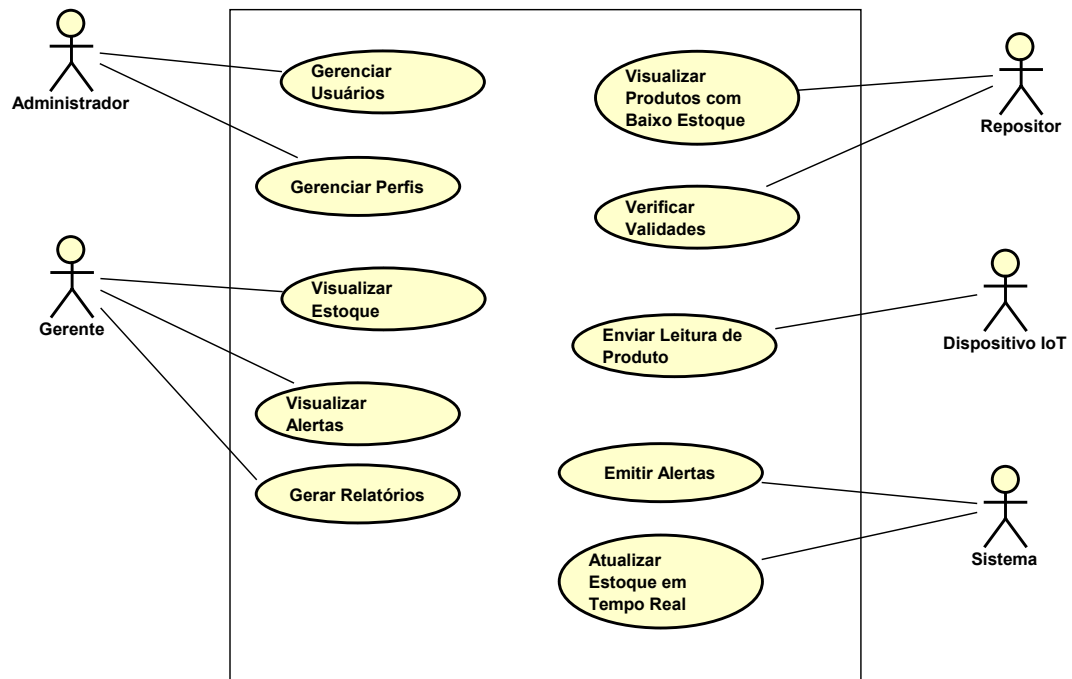 Administrador
Gerenciar
Usuários
Gerenciar Perfis
Gerente
Visualizar
Estoque
Visualizar
Alertas
Gerar Relatórios
Visualizar
Produtos com
Baixo Estoque
Repositor
Verificar
Validades
Enviar Leitura de
Produto
Dispositivo IoT
Emitir Alertas
Sistema
Atualizar
Estoque em
Tempo Real